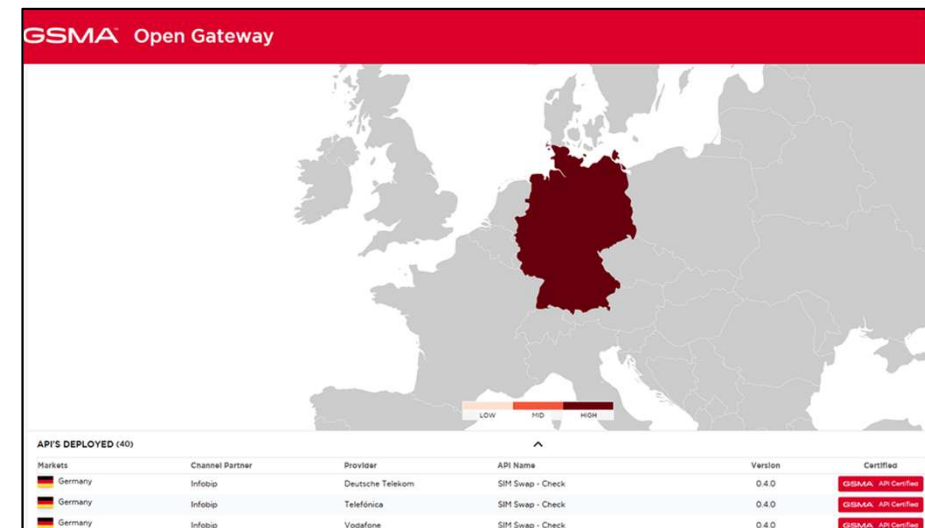 GSMA™ Open Gateway
LOW MID HIGH
API'S DEPLOYED (40)
Markets Channel Partner Provider API Name Version Certified
Germany Infobip Deutsche Telekom SIM Swap - Check 0.4.0 GSMA API Certified
Germany Infobip Telefónica SIM Swap - Check 0.4.0 GSMA API Certified
Germany Infobip Vodafone SIM Swap - Check 0.4.0 GSMA API Certified